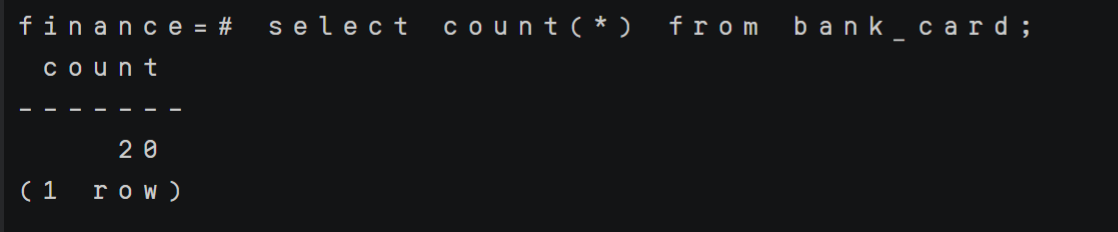 finance=# select count(*) from bank_card;
count
-------
20
(1 row)